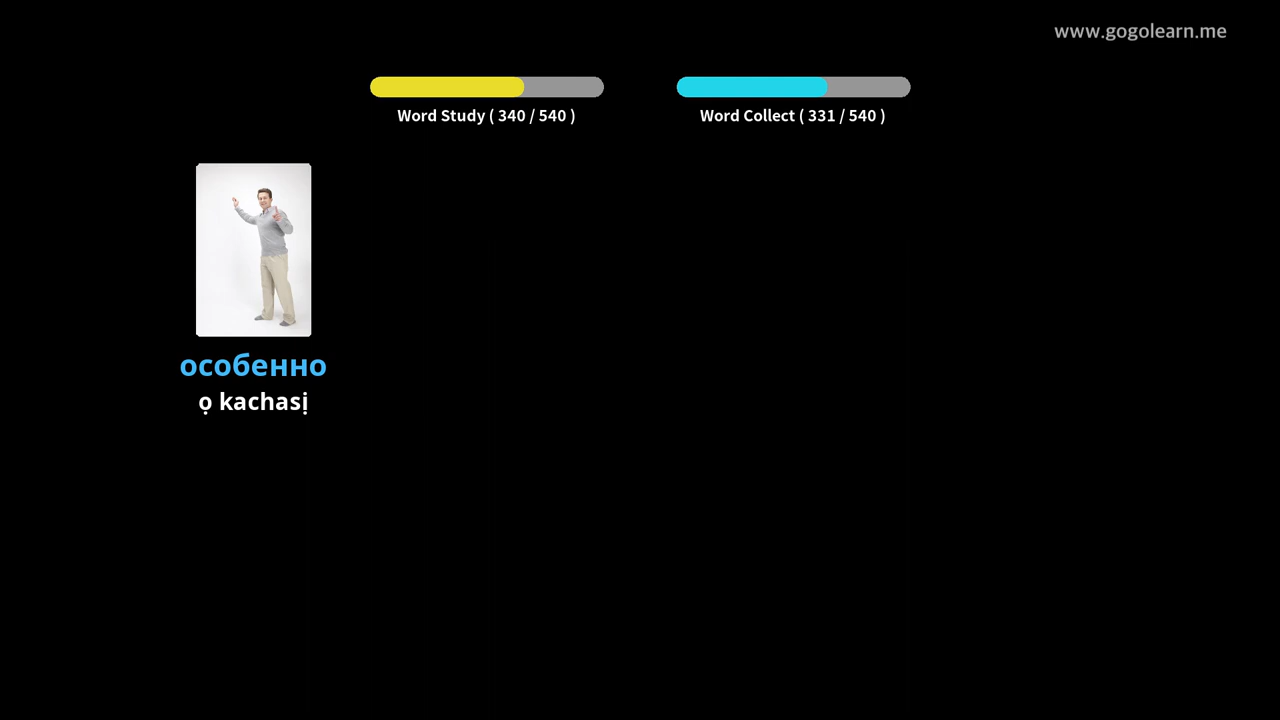 www.gogolearn.me
Word Study ( 340 / 540 )
Word Collect ( 331 / 540 )
особенно
ọ kachasị